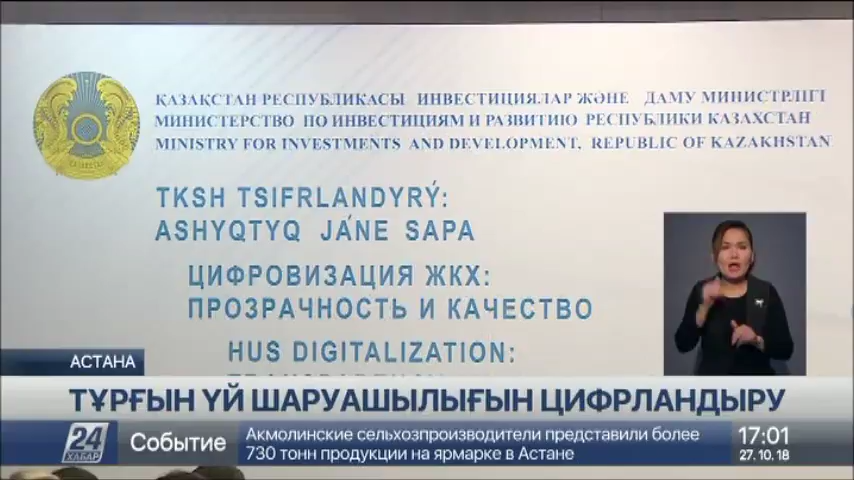 ҚАЗАҚСТАН РЕСПУБЛИКАСЫ ИНВЕСТИЦИЯЛАР ЖӘНЕ ДАМУ МИНИСТРЛІГІ
МИНИСТЕРСТВО ПО ИНВЕСТИЦИЯМ И РАЗВИТИЮ РЕСПУБЛИКИ КАЗАХСТАН
MINISTRY FOR INVESTMENTS AND DEVELOPMENT, REPUBLIC OF KAZAKHSTAN
TKSH TSIFRLANDYRÝ:
ASHYQTYQ JÁNE SAPA
ЦИФРОВИЗАЦИЯ ЖКХ:
ПРОЗРАЧНОСТЬ И КАЧЕСТВО
HUS DIGITALIZATION:
АСТАНА
ТҰРҒЫН ҮЙ ШАРУАШЫЛЫҒЫН ЦИФРЛАНДЫРУ
24
ХАБАР
Событие
Акмолинские сельхозпроизводители представили более
730 тонн продукции на ярмарке в Астане
17:01
27.10.18